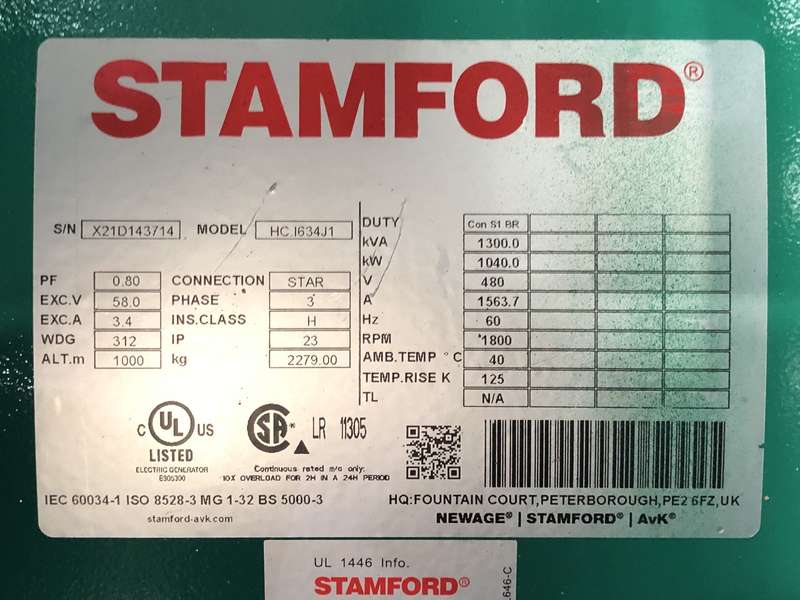 STAMFORD®
S/N X21D143714 MODEL HC.I634J1
PF 0.80 CONNECTION STAR
EXC.V 58.0 PHASE 3
EXC.A 3.4 INS.CLASS H
WDG 312 IP 23
ALT.m 1000 kg 2279.00
DUTY Con S1 BR
kVA 1300.0
kW 1040.0
V 480
A 1563.7
Hz 60
RPM 1800
AMB.TEMP °C 40
TEMP.RISE K 125
TL N/A
C UL US
LISTED
ELECTRIC GENERATOR
E305300
SA LR 11305
Continuous rated m/c only:
10X OVERLOAD FOR 2H IN A 24H PERIOD
IEC 60034-1 ISO 8528-3 MG 1-32 BS 5000-3
stamford-avk.com
HQ:FOUNTAIN COURT,PETERBOROUGH,PE2 6FZ,UK
NEWAGE® | STAMFORD® | AvK®
UL 1446 Info.
STAMFORD®
.646-C